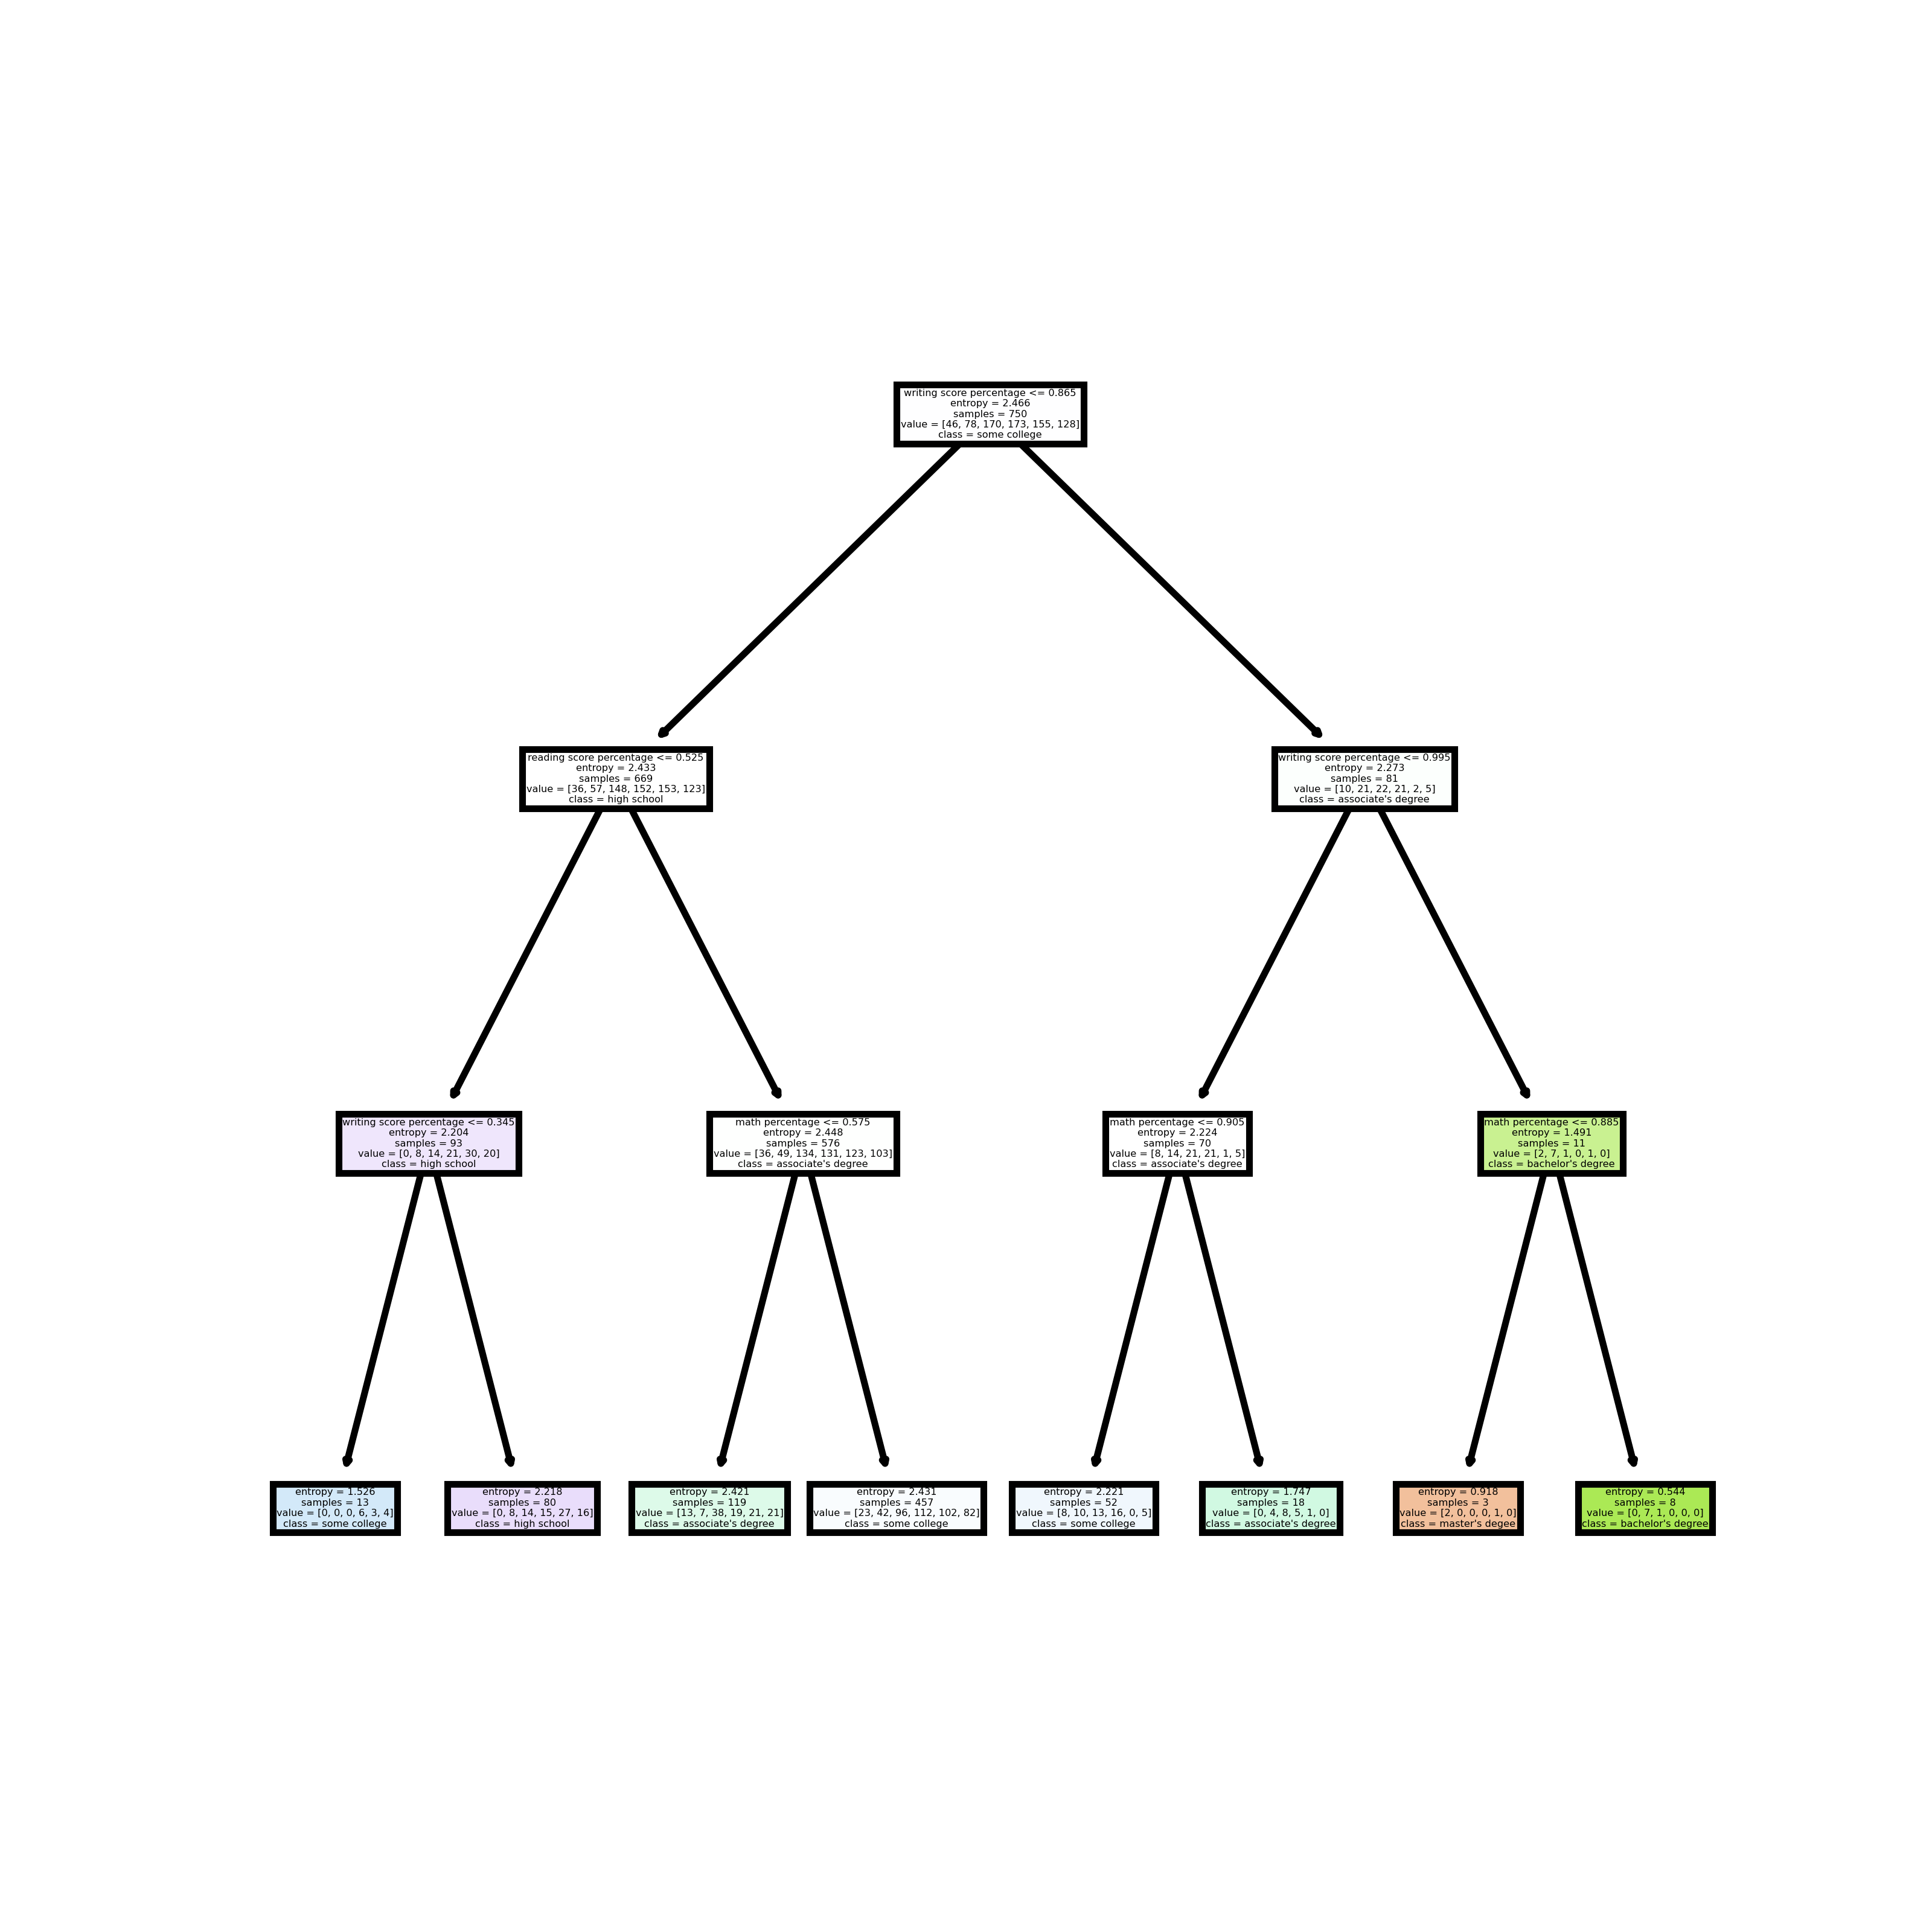 writing score percentage <= 0.865
entropy = 2.466
samples = 750
value = [46, 78, 170, 173, 155, 128]
class = some college
reading score percentage <= 0.525
entropy = 2.433
samples = 669
value = [36, 57, 148, 152, 153, 123]
class = high school
writing score percentage <= 0.995
entropy = 2.273
samples = 81
value = [10, 21, 22, 21, 2, 5]
class = associate's degree
writing score percentage <= 0.345
entropy = 2.204
samples = 93
value = [0, 8, 14, 21, 30, 20]
class = high school
math percentage <= 0.575
entropy = 2.448
samples = 576
value = [36, 49, 134, 131, 123, 103]
class = associate's degree
math percentage <= 0.905
entropy = 2.224
samples = 70
value = [8, 14, 21, 21, 1, 5]
class = associate's degree
math percentage <= 0.885
entropy = 1.491
samples = 11
value = [2, 7, 1, 0, 1, 0]
class = bachelor's degree
entropy = 1.526
samples = 13
value = [0, 0, 0, 6, 3, 4]
class = some college
entropy = 2.218
samples = 80
value = [0, 8, 14, 15, 27, 16]
class = high school
entropy = 2.421
samples = 119
value = [13, 7, 38, 19, 21, 21]
class = associate's degree
entropy = 2.431
samples = 457
value = [23, 42, 96, 112, 102, 82]
class = some college
entropy = 2.221
samples = 52
value = [8, 10, 13, 16, 0, 5]
class = some college
entropy = 1.747
samples = 18
value = [0, 4, 8, 5, 1, 0]
class = associate's degree
entropy = 0.918
samples = 3
value = [2, 0, 0, 0, 1, 0]
class = master's degee
entropy = 0.544
samples = 8
value = [0, 7, 1, 0, 0, 0]
class = bachelor's degree